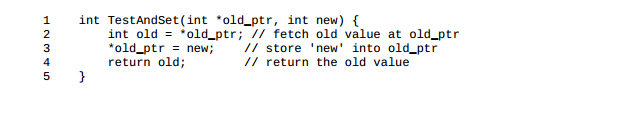 1 int TestAndSet(int *old_ptr, int new) {
2 int old = *old_ptr; // fetch old value at old_ptr
3 *old_ptr = new; // store 'new' into old_ptr
4 return old; // return the old value
5 }